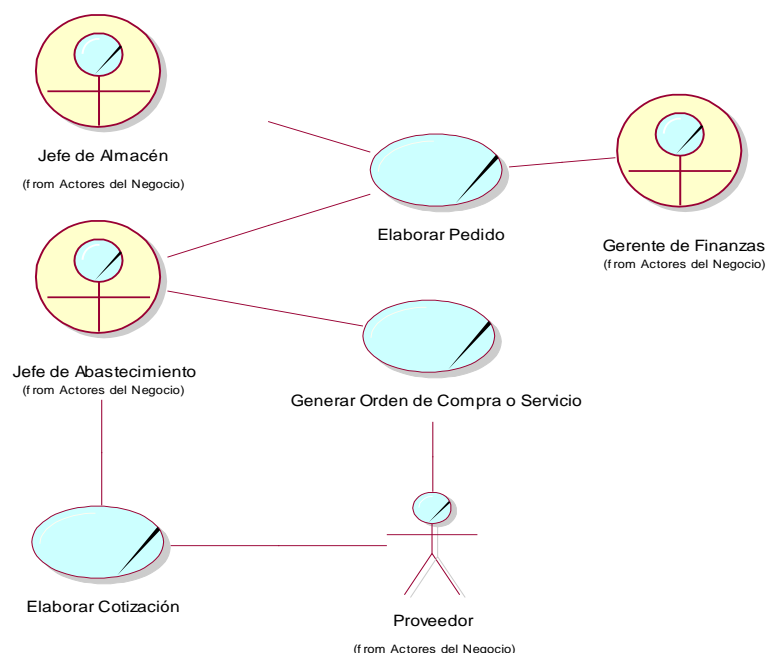 Jefe de Almacén
(from Actores del Negocio)
Elaborar Pedido
Gerente de Finanzas
(from Actores del Negocio)
Jefe de Abastecimiento
(from Actores del Negocio)
Generar Orden de Compra o Servicio
Elaborar Cotización
Proveedor
(from Actores del Negocio)